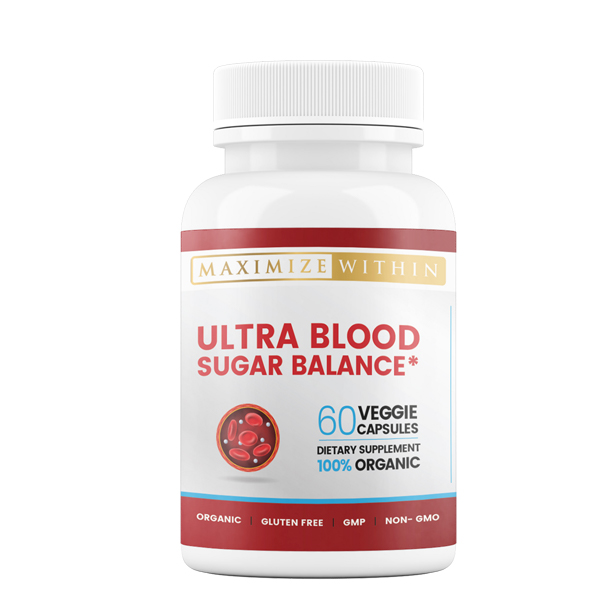 MAXIMIZE WITHIN
ULTRA BLOOD
SUGAR BALANCE*
60 VEGGIE
CAPSULES
DIETARY SUPPLEMENT
100% ORGANIC
ORGANIC | GLUTEN FREE | GMP | NON- GMO